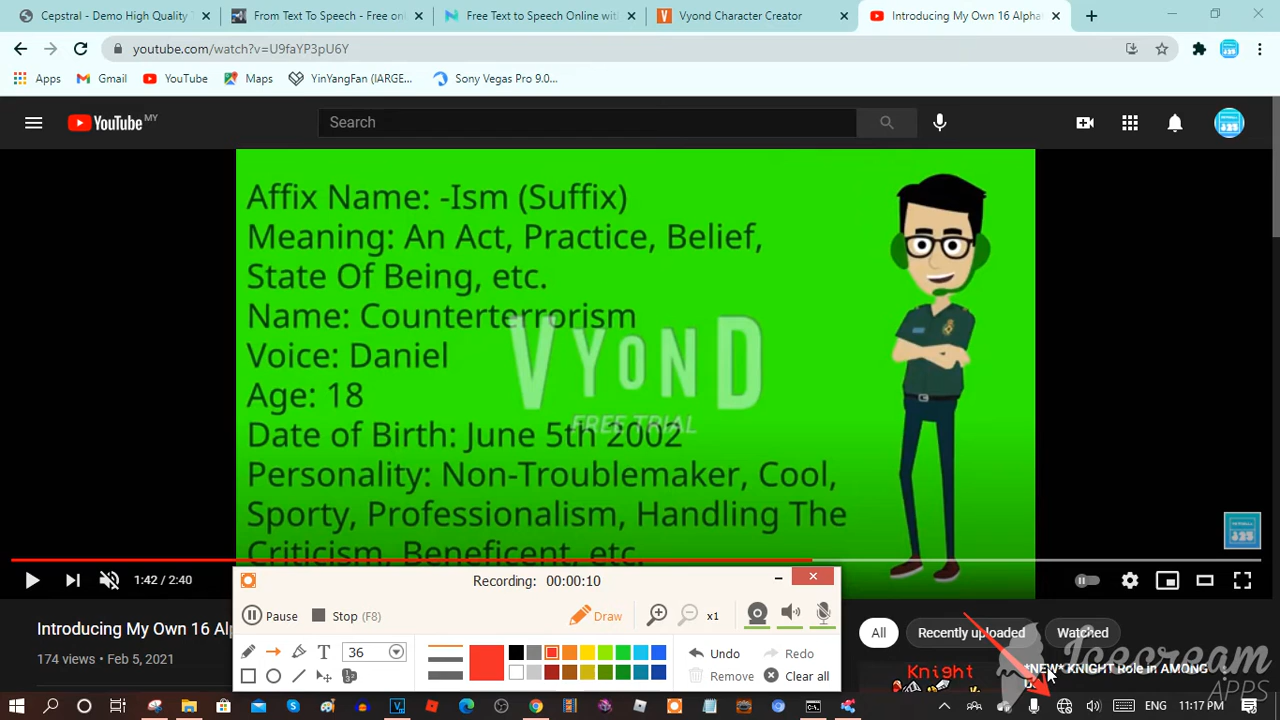 Cepstral - Demo High Quality
From Text To Speech - Free onl
Free Text to Speech Online with
Vyond Character Creator
Introducing My Own 16 Alpha
youtube.com/watch?v=U9faYP3pU6Y
Apps
Gmail
YouTube
Maps
YinYangFan (lARGE...
Sony Vegas Pro 9.0...
YouTube MY
Search
Affix Name: -Ism (Suffix)
Meaning: An Act, Practice, Belief,
State Of Being, etc.
Name: Counterterrorism
Voice: Daniel
Age: 18
Date of Birth: June 5th 2002
Personality: Non-Troublemaker, Cool,
Sporty, Professionalism, Handling The
Criticism, Beneficent, etc.
VYOND
FREE TRIAL
1:42 / 2:40
Recording: 00:00:10
Pause
Stop (F8)
Draw
x1
36
Undo
Redo
Remove
Clear all
Introducing My Own 16 Alp
174 views • Feb 5, 2021
All
Recently uploaded
Watched
Knight
*NEW* KNIGHT Role in AMONG
Icecream
APPS
ENG
11:17 PM